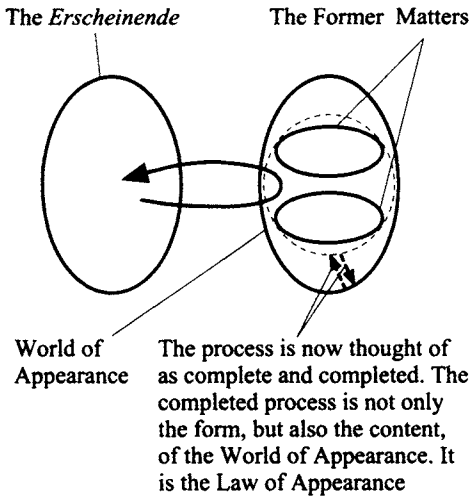 The Erscheinende
The Former Matters
World of
Appearance
The process is now thought of
as complete and completed. The
completed process is not only
the form, but also the content,
of the World of Appearance. It
is the Law of Appearance